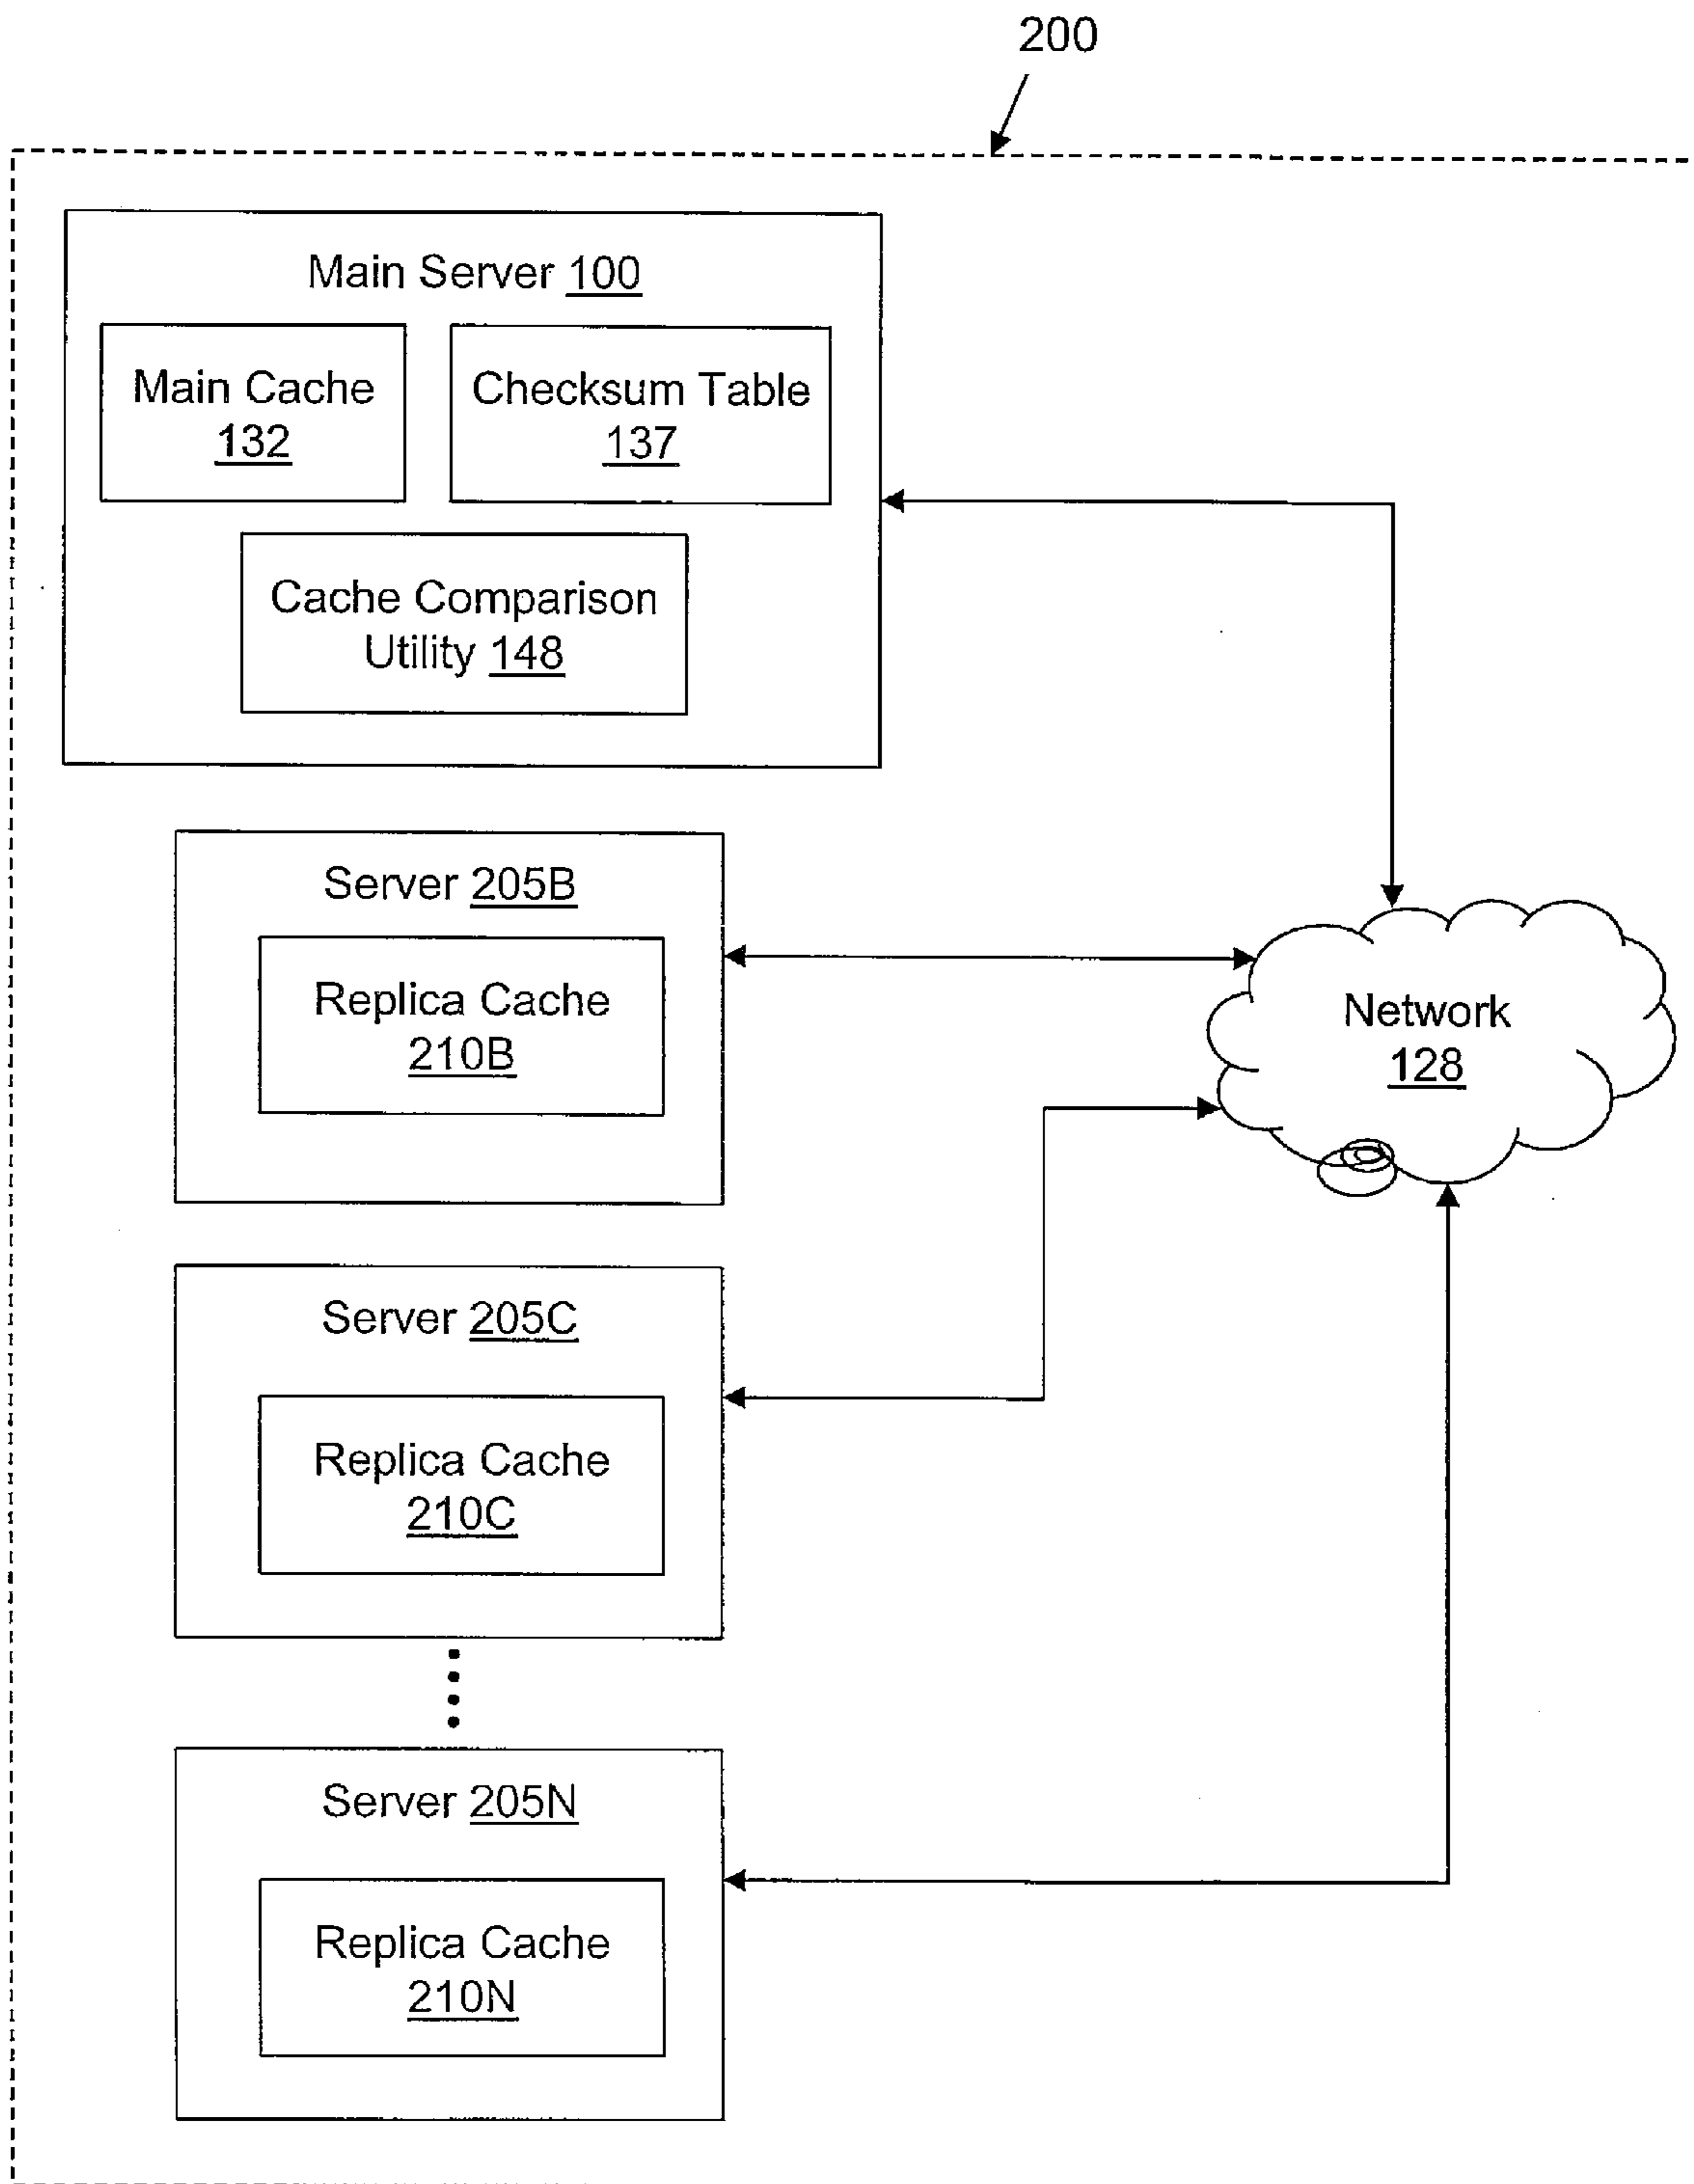 200
Main Server 100
Main Cache
132
Checksum Table
137
Cache Comparison
Utility 148
Server 205B
Replica Cache
210B
Network
128
Server 205C
Replica Cache
210C
Server 205N
Replica Cache
210N